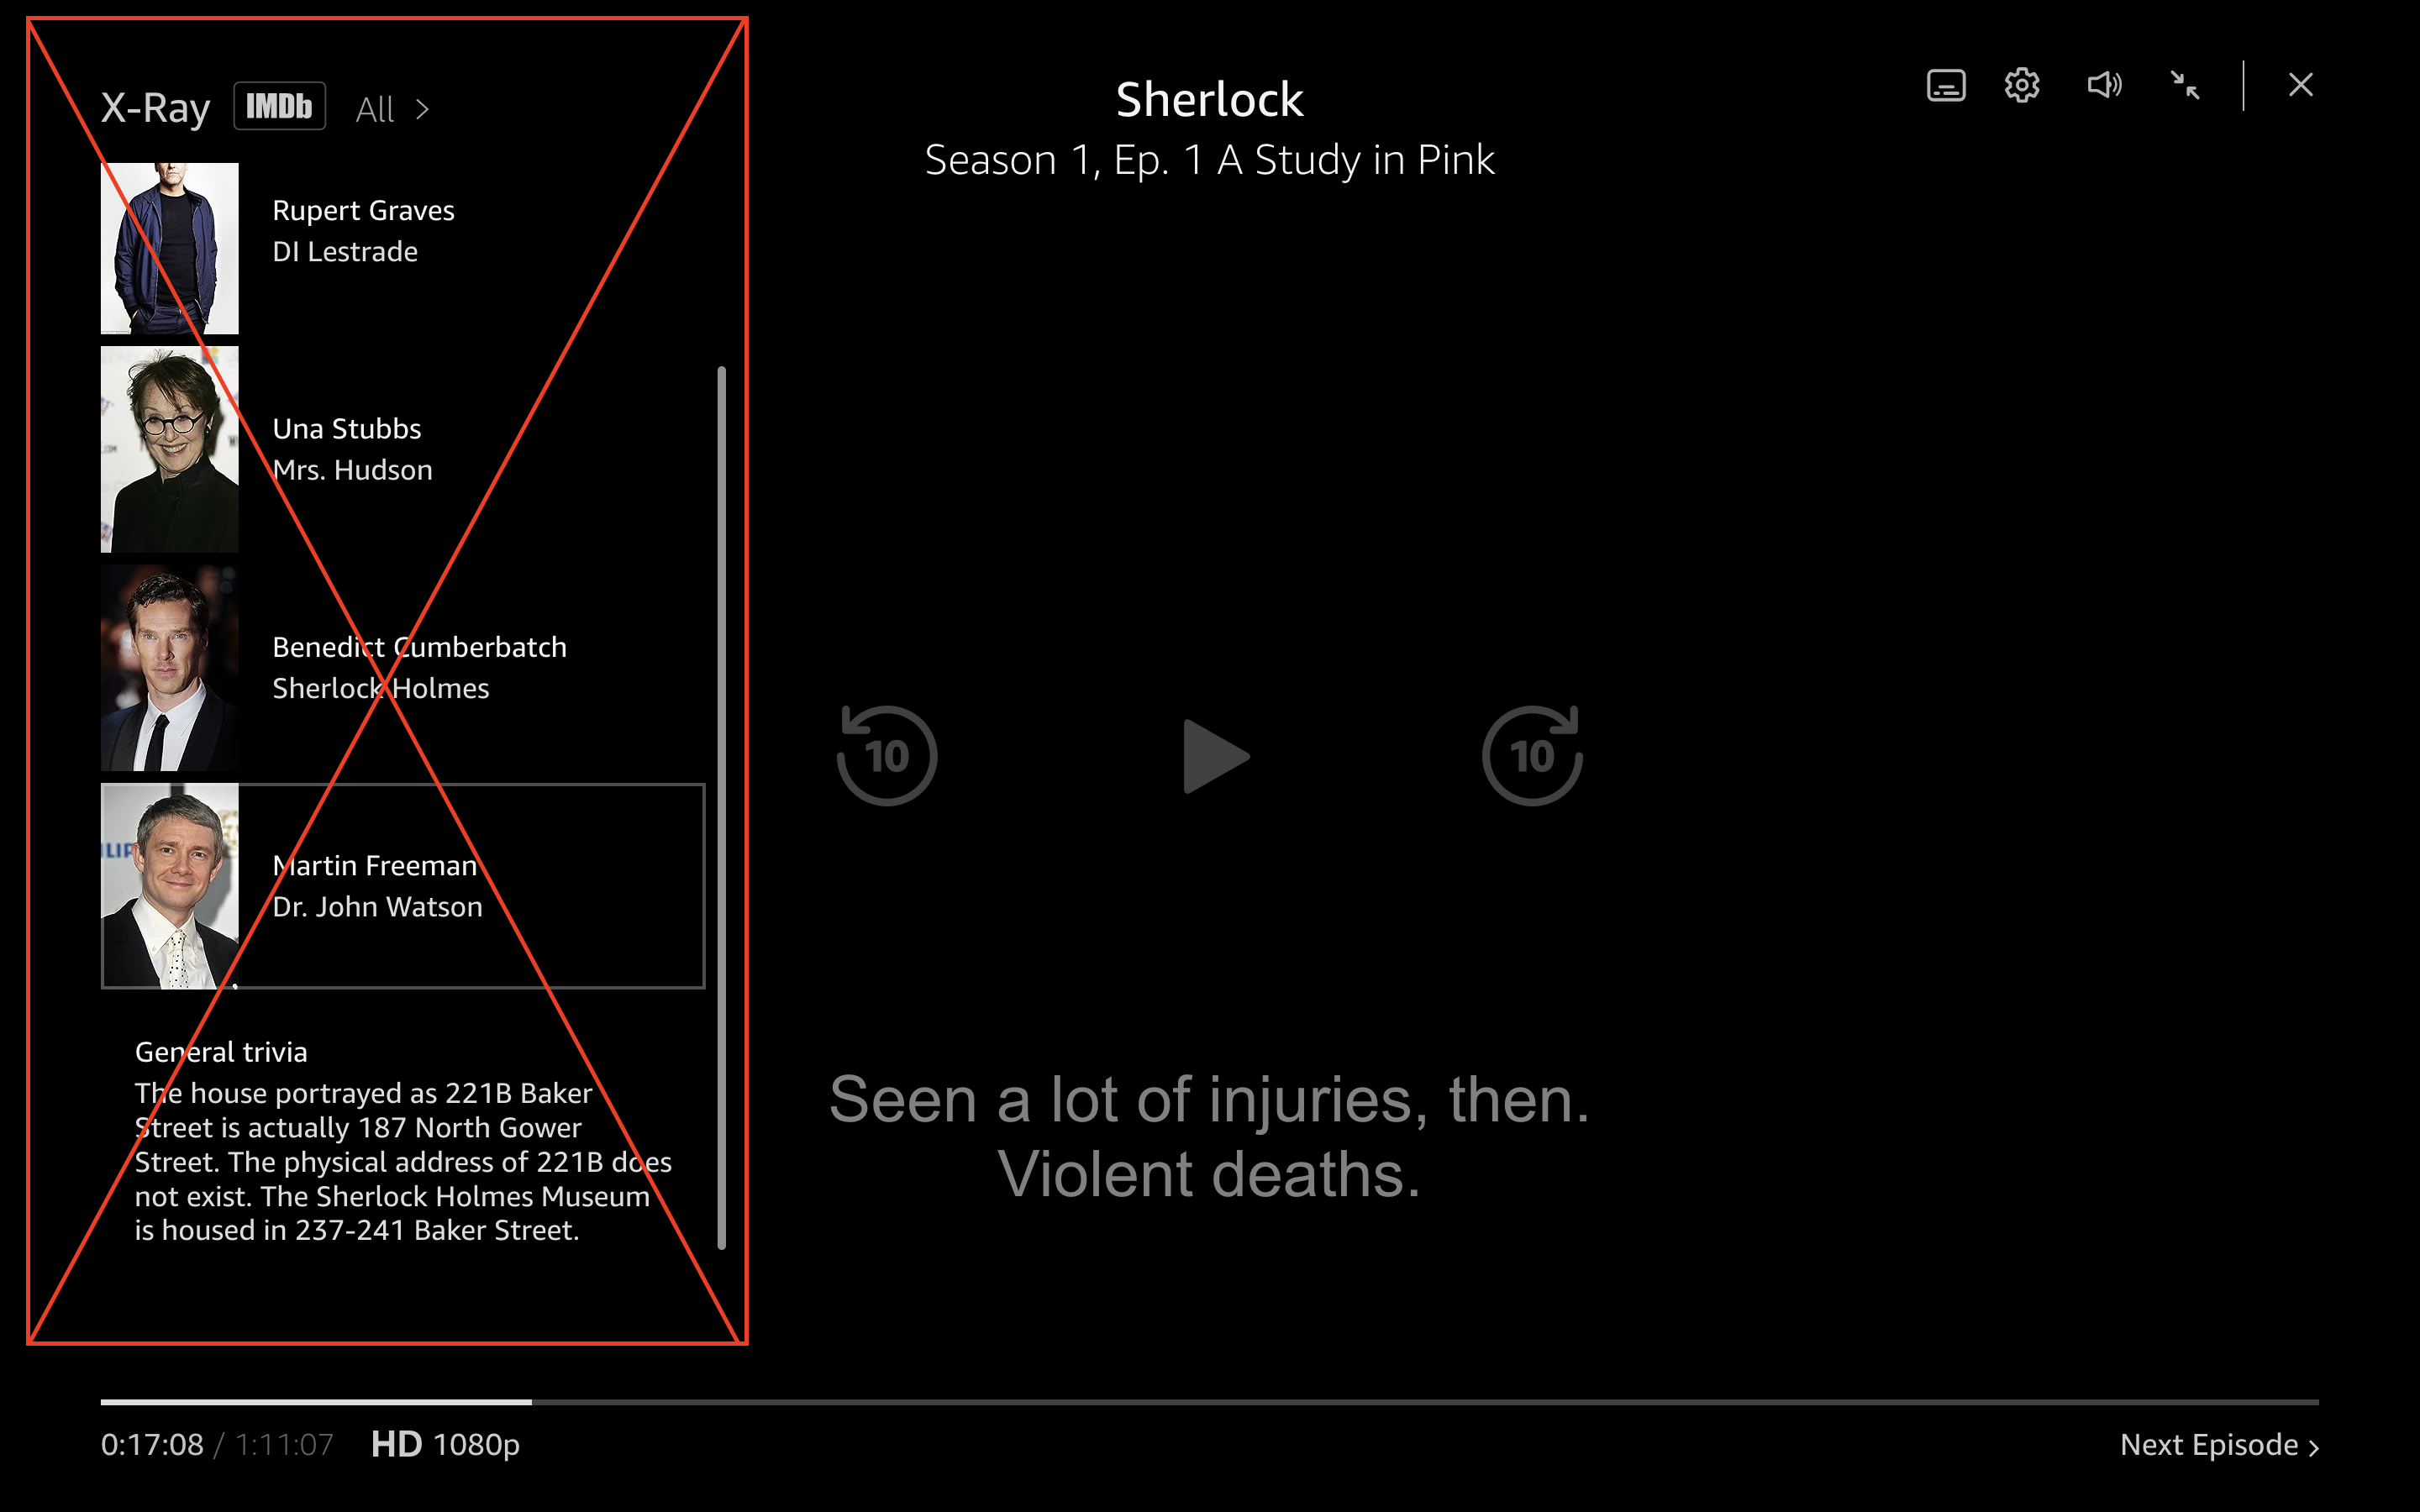 X-Ray IMDb All >
Rupert Graves
DI Lestrade
Una Stubbs
Mrs. Hudson
Benedict Cumberbatch
Sherlock Holmes
Martin Freeman
Dr. John Watson
General trivia
The house portrayed as 221B Baker
Street is actually 187 North Gower
Street. The physical address of 221B does
not exist. The Sherlock Holmes Museum
is housed in 237-241 Baker Street.
Sherlock
Season 1, Ep. 1 A Study in Pink
10
10
Seen a lot of injuries, then.
Violent deaths.
0:17:08 / 1:11:07 HD 1080p
Next Episode >